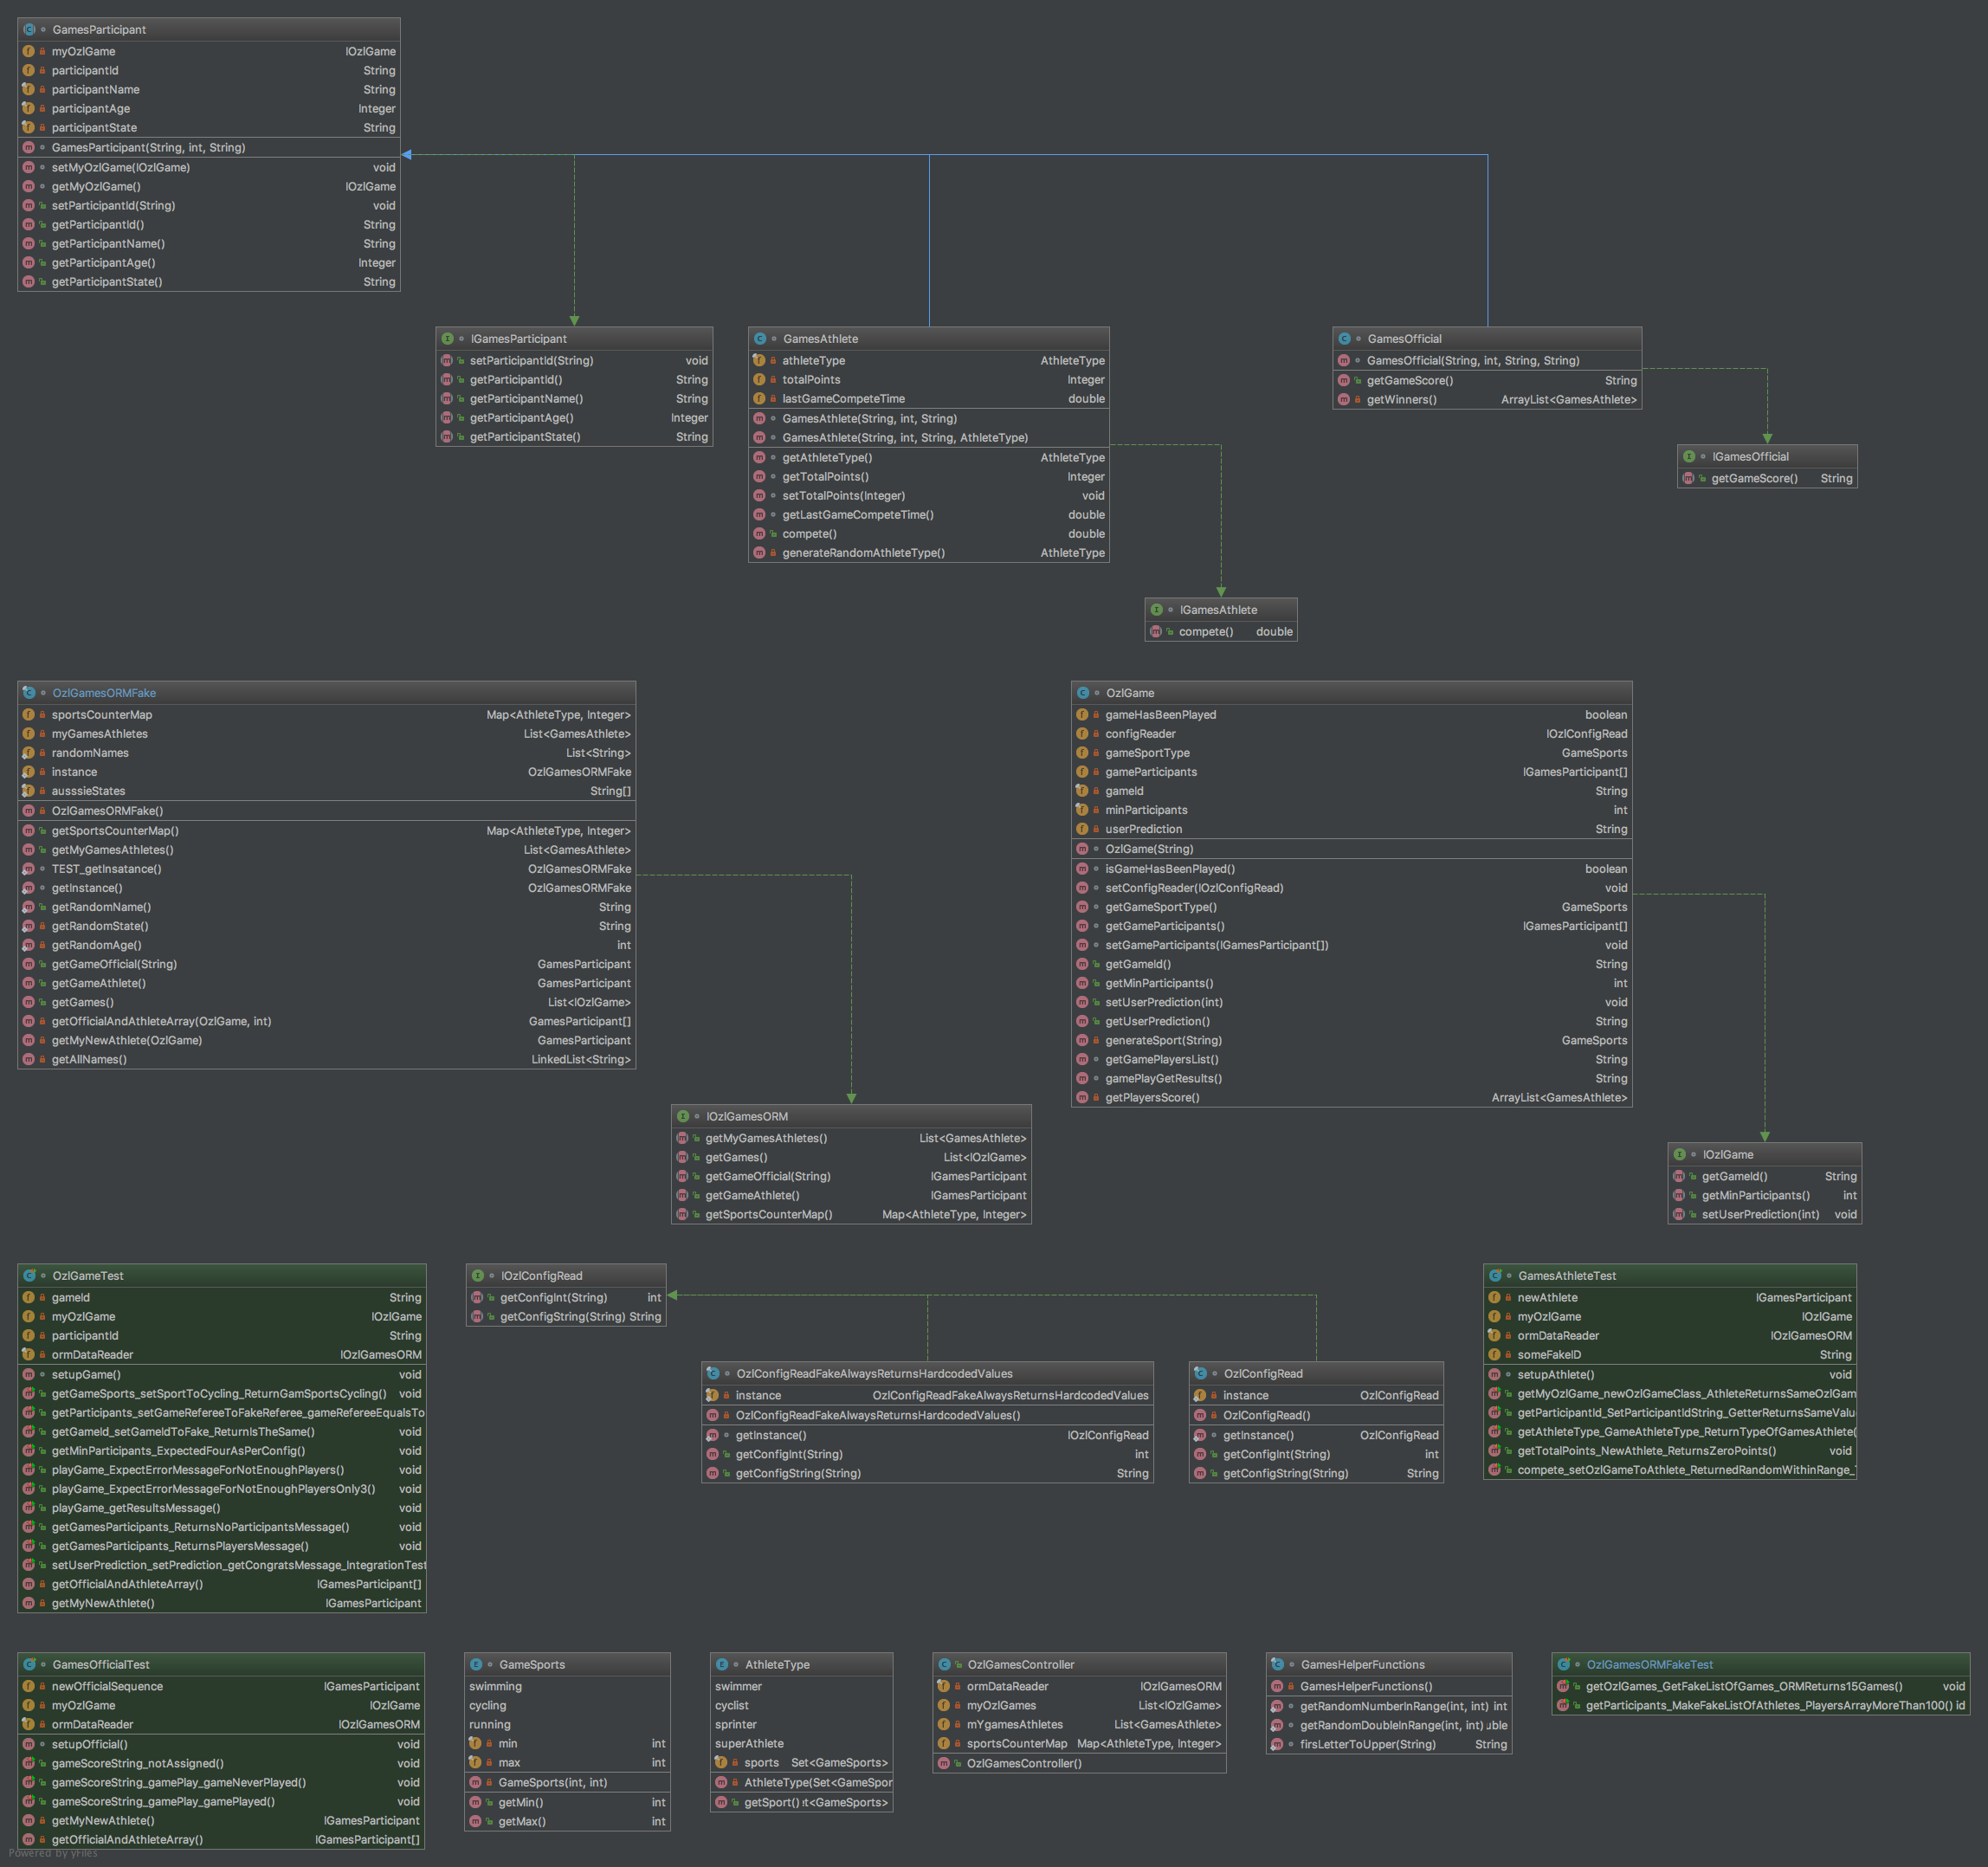 GamesParticipant
myOzlGame IOzlGame
participantId String
participantName String
participantAge Integer
participantState String
GamesParticipant(String, int, String)
setMyOzlGame(IOzlGame) void
getMyOzlGame() IOzlGame
setParticipantId(String) void
getParticipantId() String
getParticipantName() String
getParticipantAge() Integer
getParticipantState() String
IGamesParticipant
setParticipantId(String) void
getParticipantId() String
getParticipantName() String
getParticipantAge() Integer
getParticipantState() String
GamesAthlete
athleteType AthleteType
totalPoints Integer
lastGameCompeteTime double
GamesAthlete(String, int, String)
GamesAthlete(String, int, String, AthleteType)
getAthleteType() AthleteType
getTotalPoints() Integer
setTotalPoints(Integer) void
getLastGameCompeteTime() double
compete() double
generateRandomAthleteType() AthleteType
GamesOfficial
GamesOfficial(String, int, String, String)
getGameScore() String
getWinners() ArrayList<GamesAthlete>
IGamesOfficial
getGameScore() String
IGamesAthlete
compete() double
OzlGamesORMFake
sportsCounterMap Map<AthleteType, Integer>
myGamesAthletes List<GamesAthlete>
randomNames List<String>
instance OzlGamesORMFake
ausssieStates String[]
OzlGamesORMFake()
getSportsCounterMap() Map<AthleteType, Integer>
getMyGamesAthletes() List<GamesAthlete>
TEST_getInsatance() OzlGamesORMFake
getInstance() OzlGamesORMFake
getRandomName() String
getRandomState() String
getRandomAge() int
getGameOfficial(String) GamesParticipant
getGameAthlete() GamesParticipant
getGames() List<IOzlGame>
getOfficialAndAthleteArray(OzlGame, int) GamesParticipant[]
getMyNewAthlete(OzlGame) GamesParticipant
getAllNames() LinkedList<String>
OzlGame
gameHasBeenPlayed boolean
configReader IOzlConfigRead
gameSportType GameSports
gameParticipants IGamesParticipant[]
gameId String
minParticipants int
userPrediction String
OzlGame(String)
isGameHasBeenPlayed() boolean
setConfigReader(IOzlConfigRead) void
getGameSportType() GameSports
getGameParticipants() IGamesParticipant[]
setGameParticipants(IGamesParticipant[]) void
getGameId() String
getMinParticipants() int
setUserPrediction(int) void
getUserPrediction() String
generateSport(String) GameSports
getGamePlayersList() String
gamePlayGetResults() String
getPlayersScore() ArrayList<GamesAthlete>
IOzlGamesORM
getMyGamesAthletes() List<GamesAthlete>
getGames() List<IOzlGame>
getGameOfficial(String) IGamesParticipant
getGameAthlete() IGamesParticipant
getSportsCounterMap() Map<AthleteType, Integer>
IOzlGame
getGameId() String
getMinParticipants() int
setUserPrediction(int) void
OzlGameTest
gameId String
myOzlGame IOzlGame
participantId String
ormDataReader IOzlGamesORM
setupGame() void
getGameSports_setSportToCycling_ReturnGamSportsCycling() void
getParticipants_setGameRefereeToFakeReferee_gameRefereeEqualsTo
getGameId_setGameIdToFake_ReturnIsTheSame() void
getMinParticipants_ExpectedFourAsPerConfig() void
playGame_ExpectErrorMessageForNotEnoughPlayers() void
playGame_ExpectErrorMessageForNotEnoughPlayersOnly3() void
playGame_getResultsMessage() void
getGamesParticipants_ReturnsNoParticipantsMessage() void
getGamesParticipants_ReturnsPlayersMessage() void
setUserPrediction_setPrediction_getCongratsMessage_IntegrationTest
getOfficialAndAthleteArray() IGamesParticipant[]
getMyNewAthlete() IGamesParticipant
IOzlConfigRead
getConfigInt(String) int
getConfigString(String) String
OzlConfigReadFakeAlwaysReturnsHardcodedValues
instance OzlConfigReadFakeAlwaysReturnsHardcodedValues
OzlConfigReadFakeAlwaysReturnsHardcodedValues()
getInstance() IOzlConfigRead
getConfigInt(String) int
getConfigString(String) String
OzlConfigRead
instance OzlConfigRead
OzlConfigRead()
getInstance() OzlConfigRead
getConfigInt(String) int
getConfigString(String) String
GamesAthleteTest
newAthlete IGamesParticipant
myOzlGame IOzlGame
ormDataReader IOzlGamesORM
someFakeID String
setupAthlete() void
getMyOzlGame_newOzlGameClass_AthleteReturnsSameOzlGam
getParticipantId_SetParticipantIdString_GetterReturnsSameValu
getAthleteType_GameAthleteType_ReturnTypeOfGamesAthlete(
getTotalPoints_NewAthlete_ReturnsZeroPoints() void
compete_setOzlGameToAthlete_ReturnedRandomWithinRange_
GamesOfficialTest
newOfficialSequence IGamesParticipant
myOzlGame IOzlGame
ormDataReader IOzlGamesORM
setupOfficial() void
gameScoreString_notAssigned() void
gameScoreString_gamePlay_gameNeverPlayed() void
gameScoreString_gamePlay_gamePlayed() void
getMyNewAthlete() IGamesParticipant
getOfficialAndAthleteArray() IGamesParticipant[]
GameSports
swimming
cycling
running
min int
max int
GameSports(int, int)
getMin() int
getMax() int
AthleteType
swimmer
cyclist
sprinter
superAthlete
sports Set<GameSports>
AthleteType(Set<GameSpor
getSport() :t<GameSports>
OzlGamesController
ormDataReader IOzlGamesORM
myOzlGames List<IOzlGame>
mYgamesAthletes List<GamesAthlete>
sportsCounterMap Map<AthleteType, Integer>
OzlGamesController()
GamesHelperFunctions
GamesHelperFunctions()
getRandomNumberInRange(int, int) int
getRandomDoubleInRange(int, int) uble
firsLetterToUpper(String) String
OzlGamesORMFakeTest
getOzlGames_GetFakeListOfGames_ORMReturns15Games() void
getParticipants_MakeFakeListOfAthletes_PlayersArrayMoreThan100() id
Powered by yFiles